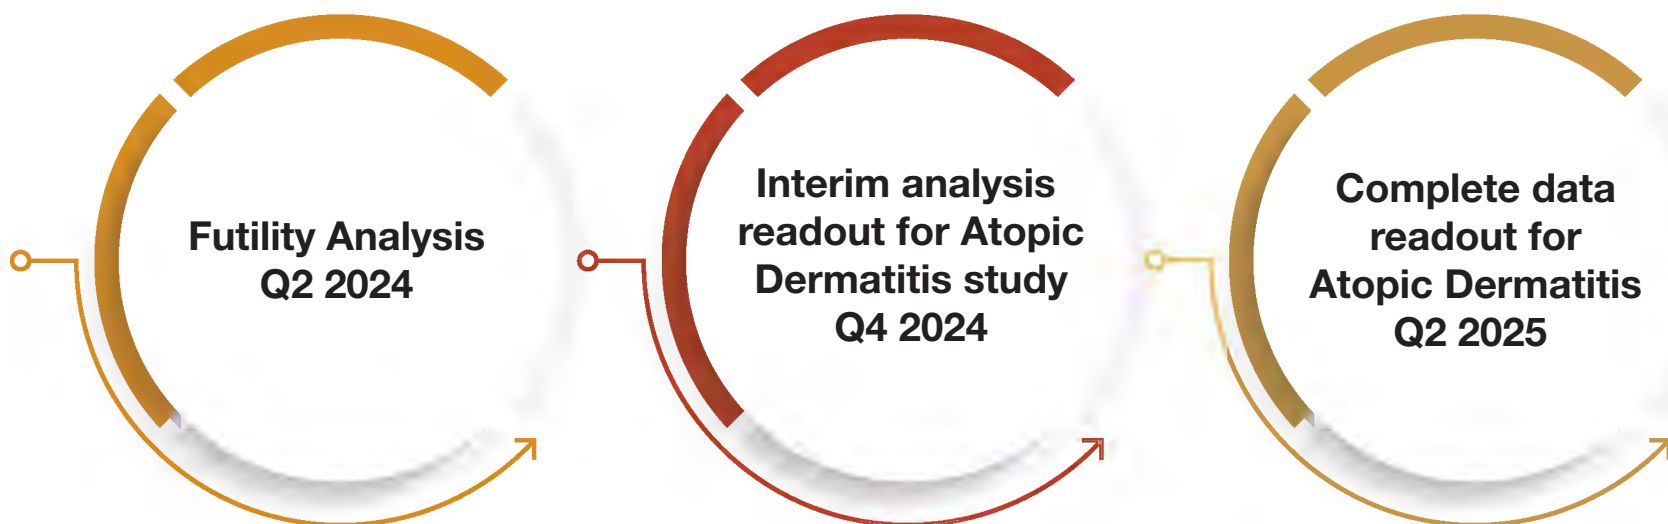 Futility Analysis
Q2 2024
Interim analysis
readout for Atopic
Dermatitis study
Q4 2024
Complete data
readout for
Atopic Dermatitis
Q2 2025